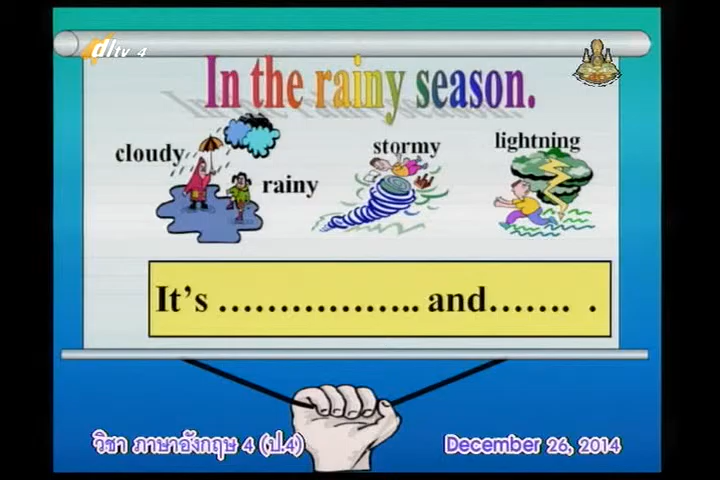 dltv 4
In the rainy season.
cloudy
rainy
stormy
lightning
It's ................. and....... .
วิชา ภาษาอังกฤษ 4 (ป.4)
December 26, 2014